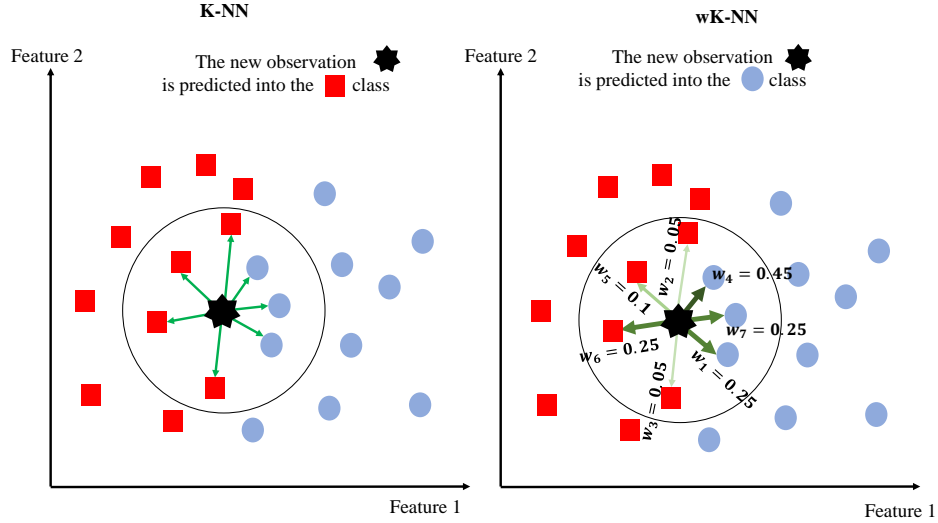 K-NN
Feature 2
The new observation
is predicted into the class
Feature 1
wK-NN
Feature 2
The new observation
is predicted into the class
w₂ = 0.05
w₄ = 0.45
w₅ = 0.1
w₇ = 0.25
w₆ = 0.25
w₁ = 0.25
w₃ = 0.05
Feature 1